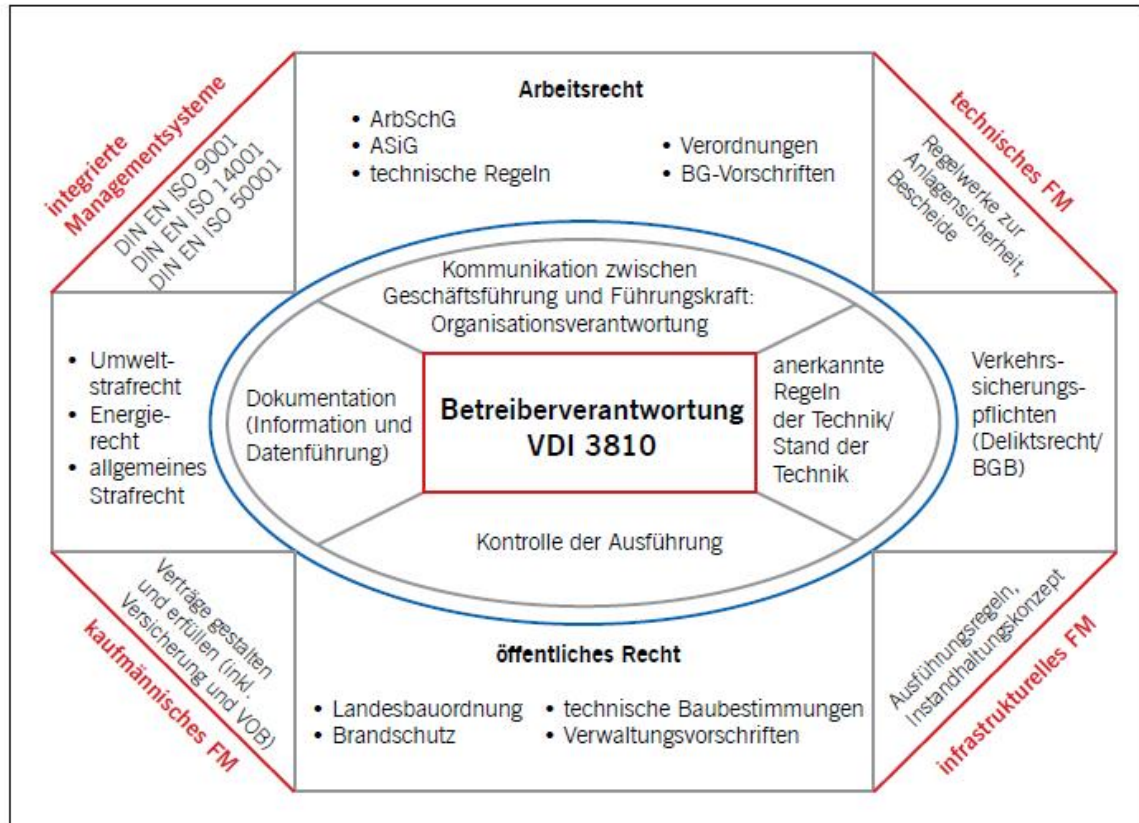 integrierte
Managementsysteme
DIN EN ISO 9001
DIN EN ISO 14001
DIN EN ISO 50001
Arbeitsrecht
• ArbSchG
• ASiG
• technische Regeln
• Verordnungen
• BG-Vorschriften
technisches FM
Regelwerke zur
Anlagensicherheit,
Bescheide
Kommunikation zwischen
Geschäftsführung und Führungskraft:
Organisationsverantwortung
• Umwelt-
strafrecht
• Energie-
recht
• allgemeines
Strafrecht
Dokumentation
(Information und
Datenführung)
Betreiberverantwortung
VDI 3810
anerkannte
Regeln
der Technik/
Stand der
Technik
Verkehrs-
sicherungs-
pflichten
(Deliktsrecht/
BGB)
Kontrolle der Ausführung
Verträge gestalten
und erfüllen (inkl.
Versicherung und VOB)
kaufmännisches FM
öffentliches Recht
• Landesbauordnung
• Brandschutz
• technische Baubestimmungen
• Verwaltungsvorschriften
Ausführungsregeln,
Instandhaltungskonzept
infrastrukturelles FM